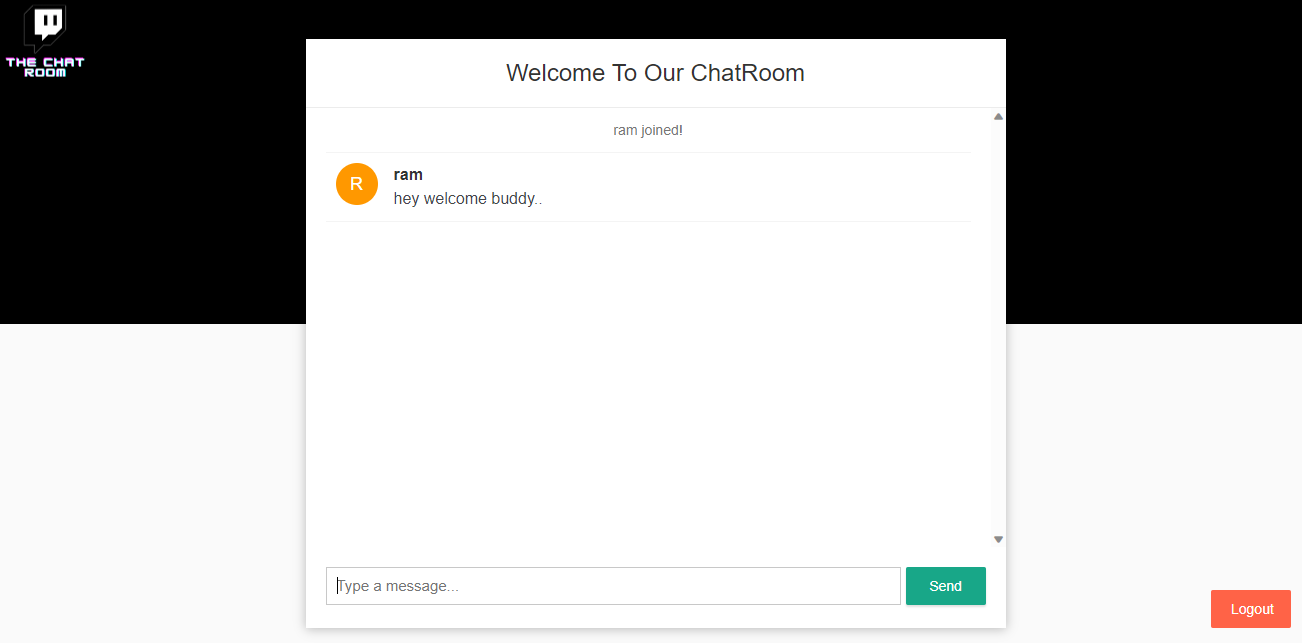 THE CHAT
ROOM
Welcome To Our ChatRoom
ram joined!
R
ram
hey welcome buddy..
Type a message...
Send
Logout